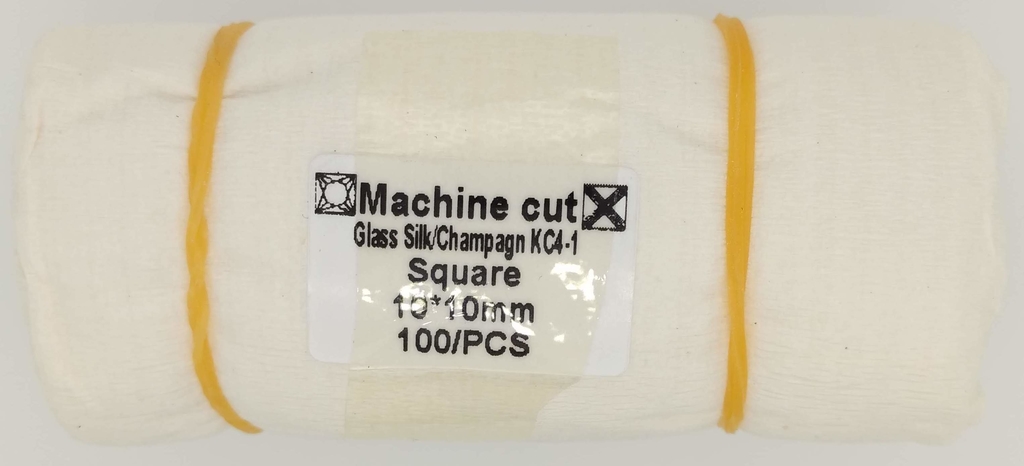 Machine cut
Glass Silk/Champagn KC4-1
Square
10*10mm
100/PCS